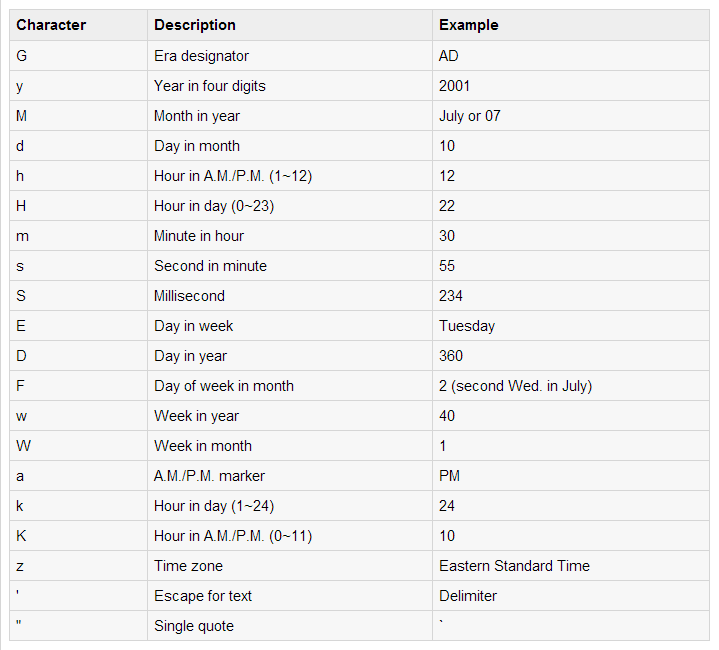 Character Description Example
G Era designator AD
y Year in four digits 2001
M Month in year July or 07
d Day in month 10
h Hour in A.M./P.M. (1~12) 12
H Hour in day (0~23) 22
m Minute in hour 30
s Second in minute 55
S Millisecond 234
E Day in week Tuesday
D Day in year 360
F Day of week in month 2 (second Wed. in July)
w Week in year 40
W Week in month 1
a A.M./P.M. marker PM
k Hour in day (1~24) 24
K Hour in A.M./P.M. (0~11) 10
z Time zone Eastern Standard Time
' Escape for text Delimiter
" Single quote `